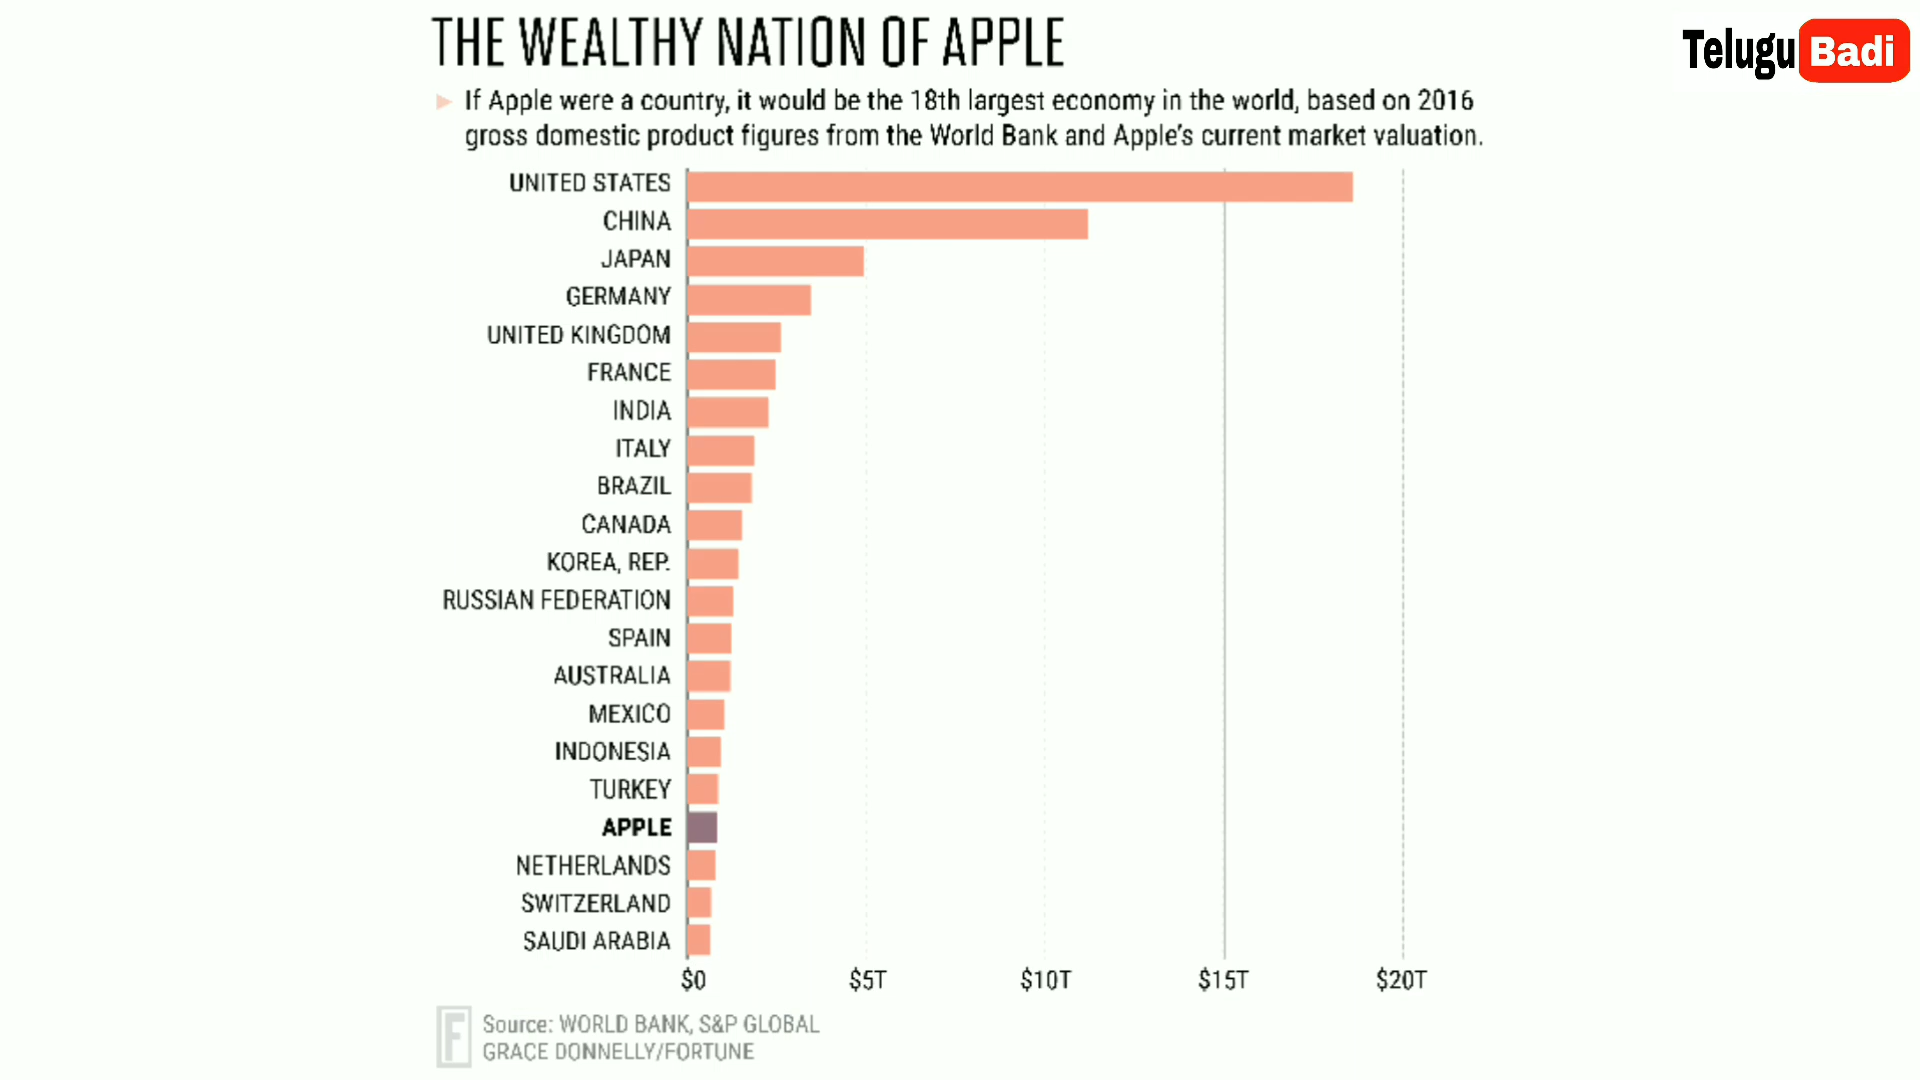 THE WEALTHY NATION OF APPLE
Telugu Badi
If Apple were a country, it would be the 18th largest economy in the world, based on 2016
gross domestic product figures from the World Bank and Apple's current market valuation.
UNITED STATES
CHINA
JAPAN
GERMANY
UNITED KINGDOM
FRANCE
INDIA
ITALY
BRAZIL
CANADA
KOREA, REP.
RUSSIAN FEDERATION
SPAIN
AUSTRALIA
MEXICO
INDONESIA
TURKEY
APPLE
NETHERLANDS
SWITZERLAND
SAUDI ARABIA
$0 $5T $10T $15T $20T
F
Source: WORLD BANK, S&P GLOBAL
GRACE DONNELLY/FORTUNE